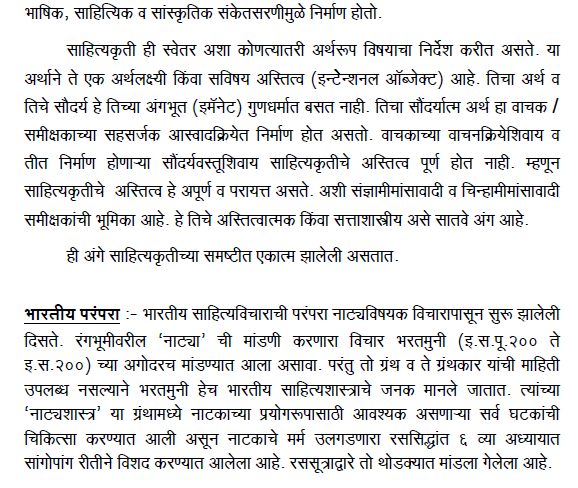 भाषिक, साहित्यिक व सांस्कृतिक संकेतसरणीमुळे निर्माण होतो.
साहित्यकृती ही स्वेतर अशा कोणत्यातरी अर्थरूप विषयाचा निर्देश करीत असते. या
अर्थाने ते एक अर्थलक्ष्यी किंवा सविषय अस्तित्व (इन्टेन्शनल ऑब्जेक्ट) आहे. तिचा अर्थ व
तिचे सौदर्य हे तिच्या अंगभूत (इमॅनेट) गुणधर्मात बसत नाही. तिचा सौंदर्यात्म अर्थ हा वाचक /
समीक्षकाच्या सहसर्जक आस्वादक्रियेत निर्माण होत असतो. वाचकाच्या वाचनक्रियेशिवाय व
तीत निर्माण होणाऱ्या सौंदर्यवस्तूशिवाय साहित्यकृतीचे अस्तित्व पूर्ण होत नाही. म्हणून
साहित्यकृतीचे अस्तित्व हे अपूर्ण व परायत्त असते. अशी संज्ञामीमांसावादी व चिन्हामीमांसावादी
समीक्षकांची भूमिका आहे. हे तिचे अस्तित्वात्मक किंवा सत्ताशास्त्रीय असे सातवे अंग आहे.
ही अंगे साहित्यकृतीच्या समष्टीत एकात्म झालेली असतात.
भारतीय परंपरा :- भारतीय साहित्यविचाराची परंपरा नाट्यविषयक विचारापासून सुरू झालेली
दिसते. रंगभूमीवरील ‘नाट्या’ ची मांडणी करणारा विचार भरतमुनी (इ.स.पू.२०० ते
इ.स.२००) च्या अगोदरच मांडण्यात आला असावा. परंतु तो ग्रंथ व ते ग्रंथकार यांची माहिती
उपलब्ध नसल्याने भरतमुनी हेच भारतीय साहित्यशास्त्राचे जनक मानले जातात. त्यांच्या
‘नाट्यशास्त्र’ या ग्रंथामध्ये नाटकाच्या प्रयोगरूपासाठी आवश्यक असणाऱ्या सर्व घटकांची
चिकित्सा करण्यात आली असून नाटकाचे मर्म उलगडणारा रससिद्धांत ६ व्या अध्यायात
सांगोपांग रीतीने विशद करण्यात आलेला आहे. रससूत्राद्वारे तो थोडक्यात मांडला गेलेला आहे.